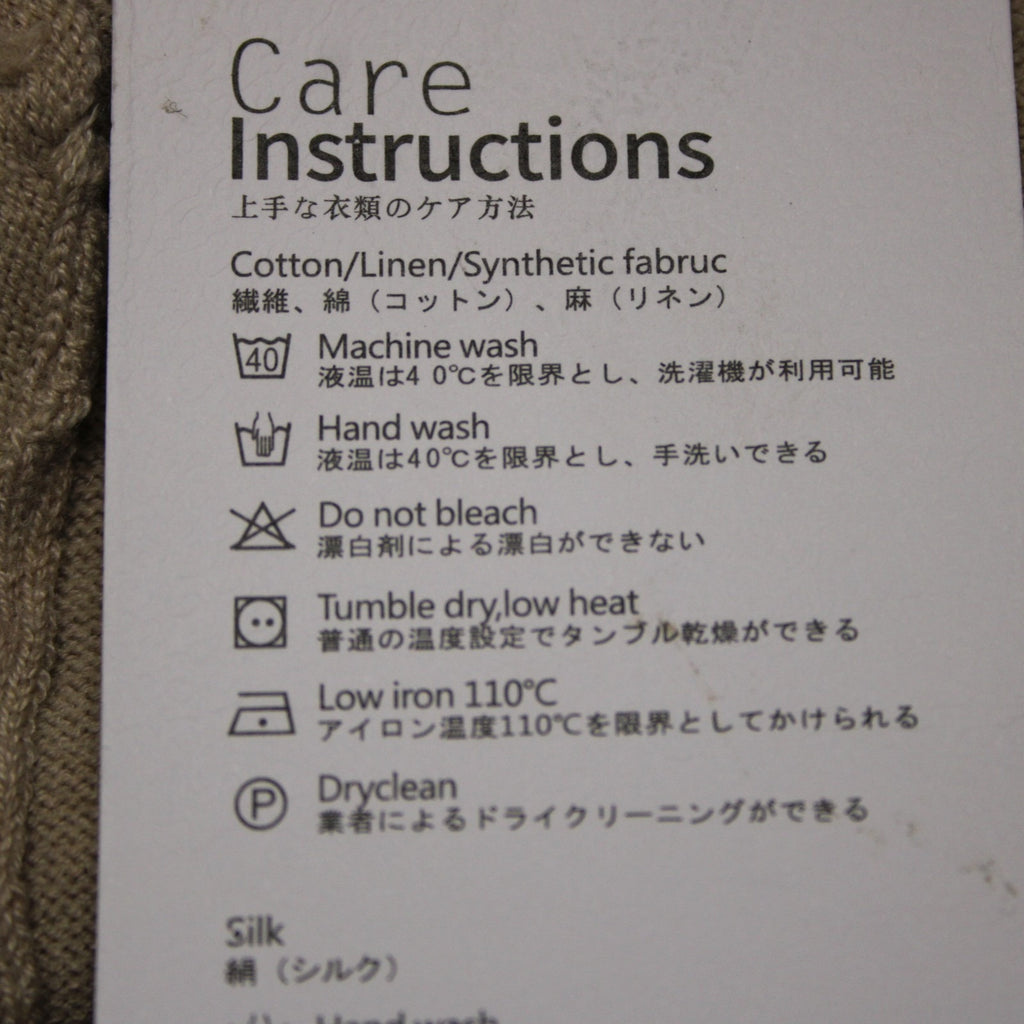 Care
Instructions
上手な衣類のケア方法
Cotton/Linen/Synthetic fabruc
繊維、綿（コットン）、麻（リネン）
40
Machine wash
液温は4 0℃を限界とし、洗濯機が利用可能
Hand wash
液温は40℃を限界とし、手洗いできる
Do not bleach
漂白剤による漂白ができない
Tumble dry,low heat
普通の温度設定でタンブル乾燥ができる
Low iron 110℃
アイロン温度110℃を限界としてかけられる
P
Dryclean
業者によるドライクリーニングができる
Silk
絹（シルク）
Hand wash